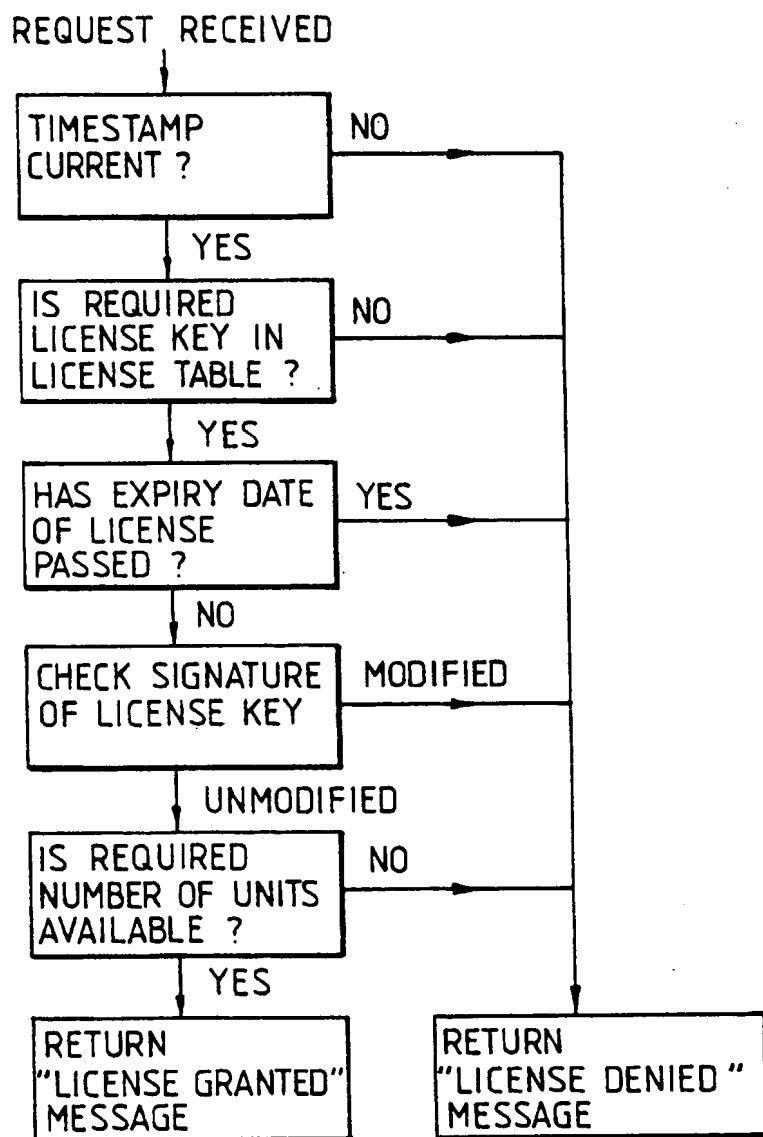 REQUEST RECEIVED
TIMESTAMP
CURRENT ?
NO
YES
IS REQUIRED
LICENSE KEY IN
LICENSE TABLE ?
NO
YES
HAS EXPIRY DATE
OF LICENSE
PASSED ?
YES
NO
CHECK SIGNATURE
OF LICENSE KEY
MODIFIED
UNMODIFIED
IS REQUIRED
NUMBER OF UNITS
AVAILABLE ?
NO
YES
RETURN
"LICENSE GRANTED"
MESSAGE
RETURN
"LICENSE DENIED"
MESSAGE